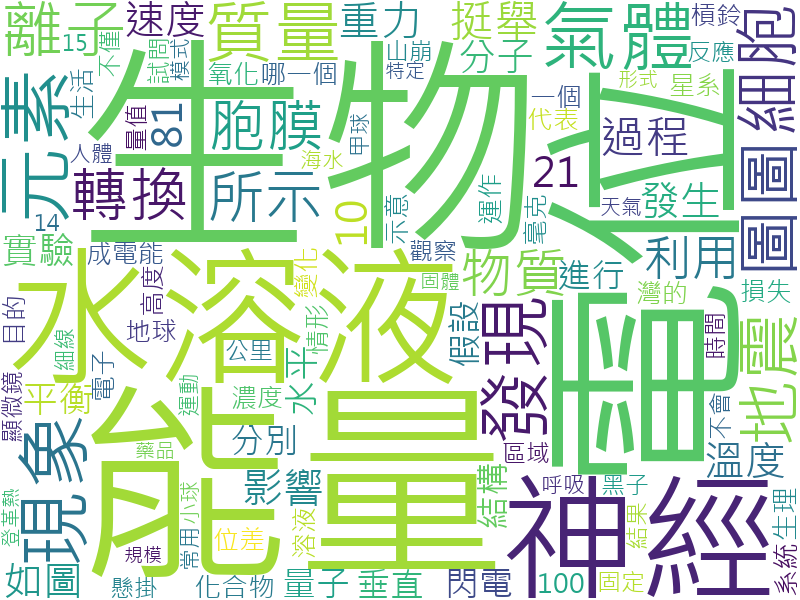 離子
速度
質量
重力
挺舉
氣體
槓鈴
細胞
15
不僅
試問
模式
氧化
哪一個
山崩
特定
分子
反應
元素
生活
量值
81
胞膜
生物
甲球
一個
代表
形式
星系
位
過程
人體
海水
轉換
所示
10
示意
運作
毫克
21
天氣
發生
圖圖
14
實驗
成電能
觀察
水溶液
變化
固體
物質
進行
利用
灣的
損失
目的
高度
地球
細線
電子
公里
情形
水平
假設
發現
電
時間
地震
顯微鏡
平衡
運動
濃度
不會
現象
藥品
分別
能量
影響
結構
區域
溫度
神經
呼吸
黑子
登革熱
常用
小球
位差
溶液
結果
生理
系統
如圖
規模
懸掛
化合物
量子
垂直
閃電
100
固定